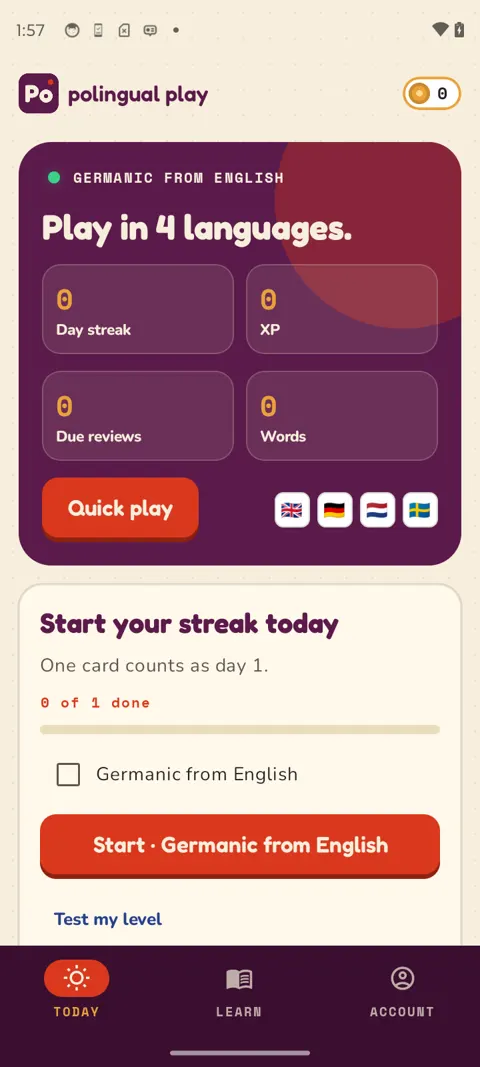 1:57
Po polingual play
0
GERMANIC FROM ENGLISH
Play in 4 languages.
0
Day streak
0
XP
0
Due reviews
0
Words
Quick play
Start your streak today
One card counts as day 1.
0 of 1 done
Germanic from English
Start · Germanic from English
Test my level
TODAY
LEARN
ACCOUNT